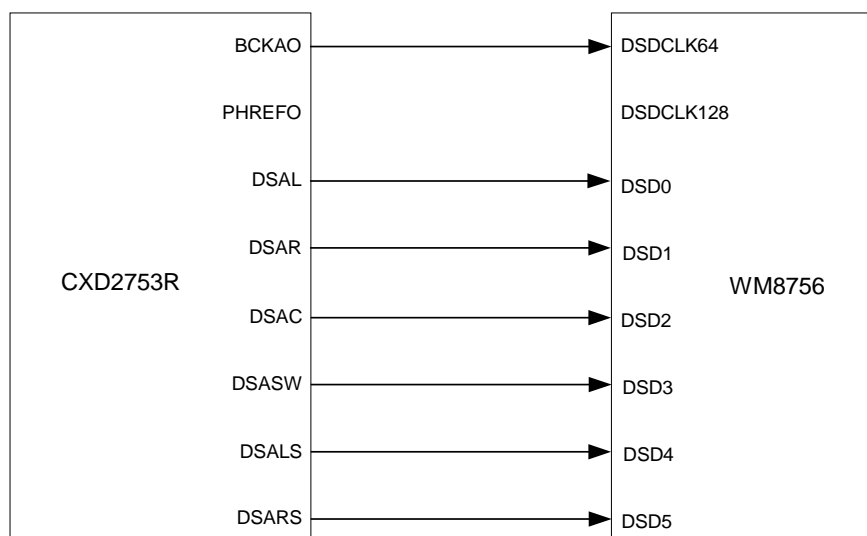 BCKAO DSDCLK64
PHREFO DSDCLK128
DSAL DSD0
DSAR DSD1
CXD2753R WM8756
DSAC DSD2
DSASW DSD3
DSALS DSD4
DSARS DSD5